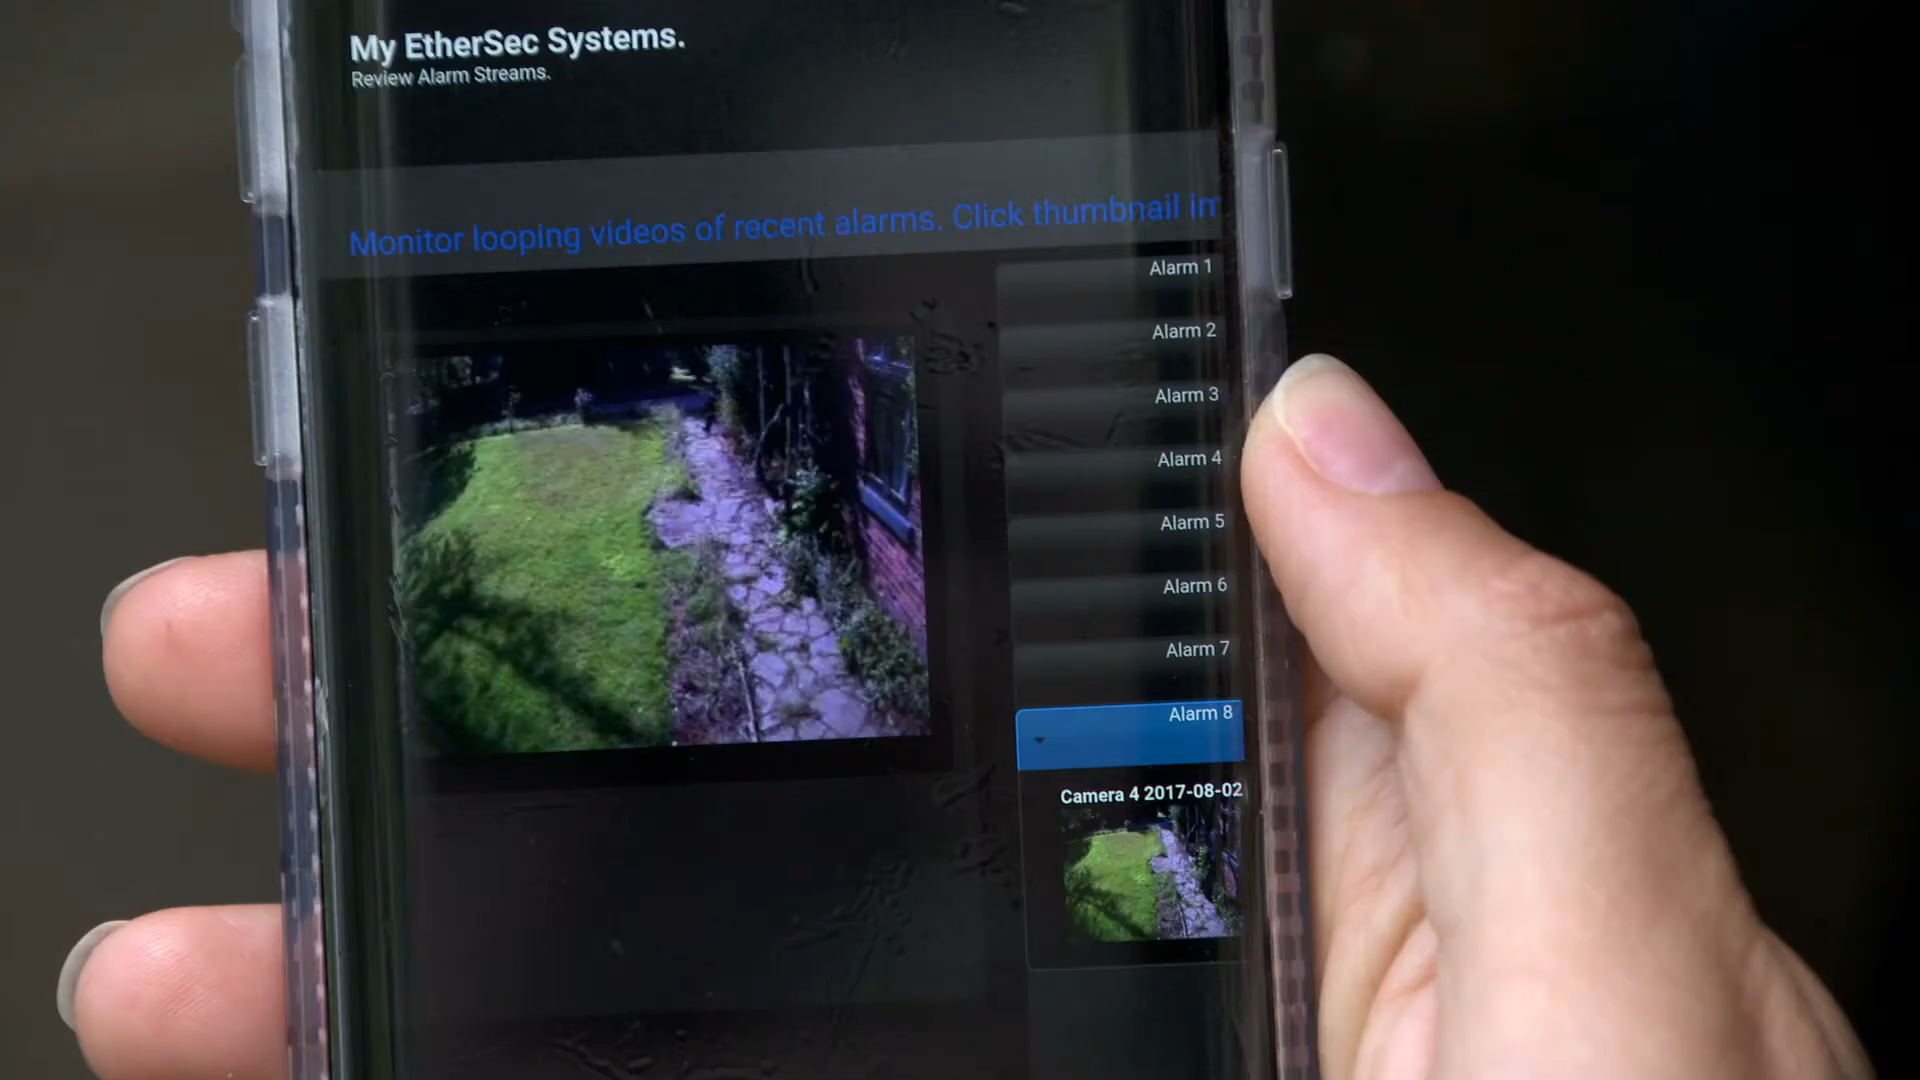 My EtherSec Systems.
Review Alarm Streams.
Monitor looping videos of recent alarms. Click thumbnail
Alarm 1
Alarm 2
Alarm 3
Alarm 4
Alarm 5
Alarm 6
Alarm 7
Alarm 8
Camera 4 2017-08-02